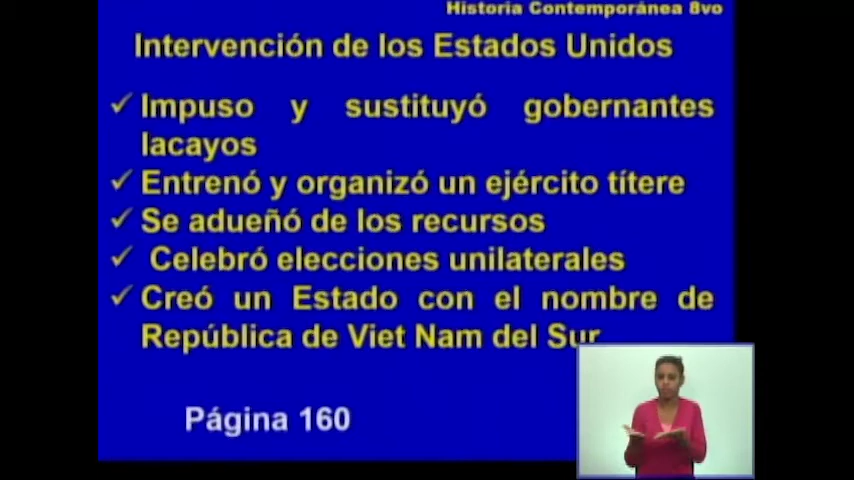 Historia Contemporánea 8vo
Intervención de los Estados Unidos
✓ Impuso y sustituyó gobernantes
lacayos
✓ Entrenó y organizó un ejército títere
✓ Se adueñó de los recursos
✓ Celebró elecciones unilaterales
✓ Creó un Estado con el nombre de
República de Viet Nam del Sur
Página 160